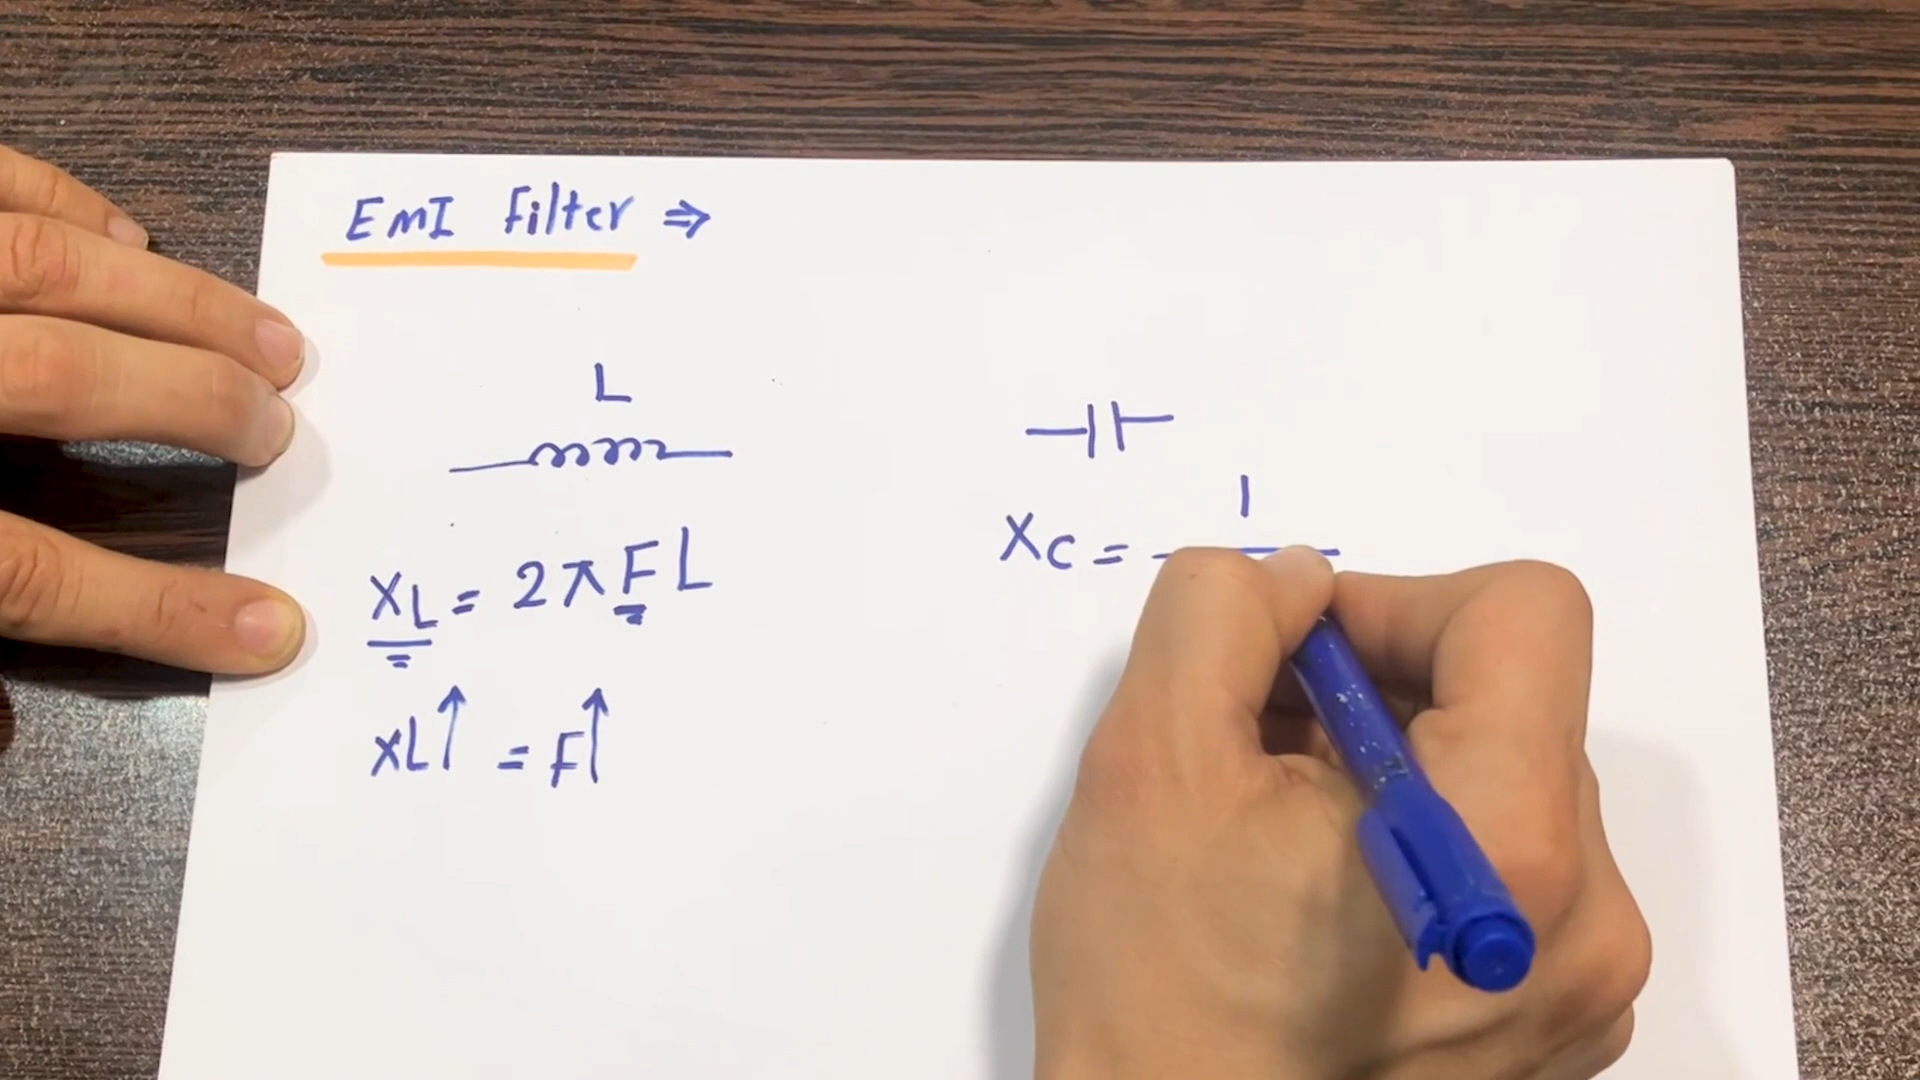 EMI Filter ⇒
L
XL = 2πFL
XL↑ = F↑
1
XC =